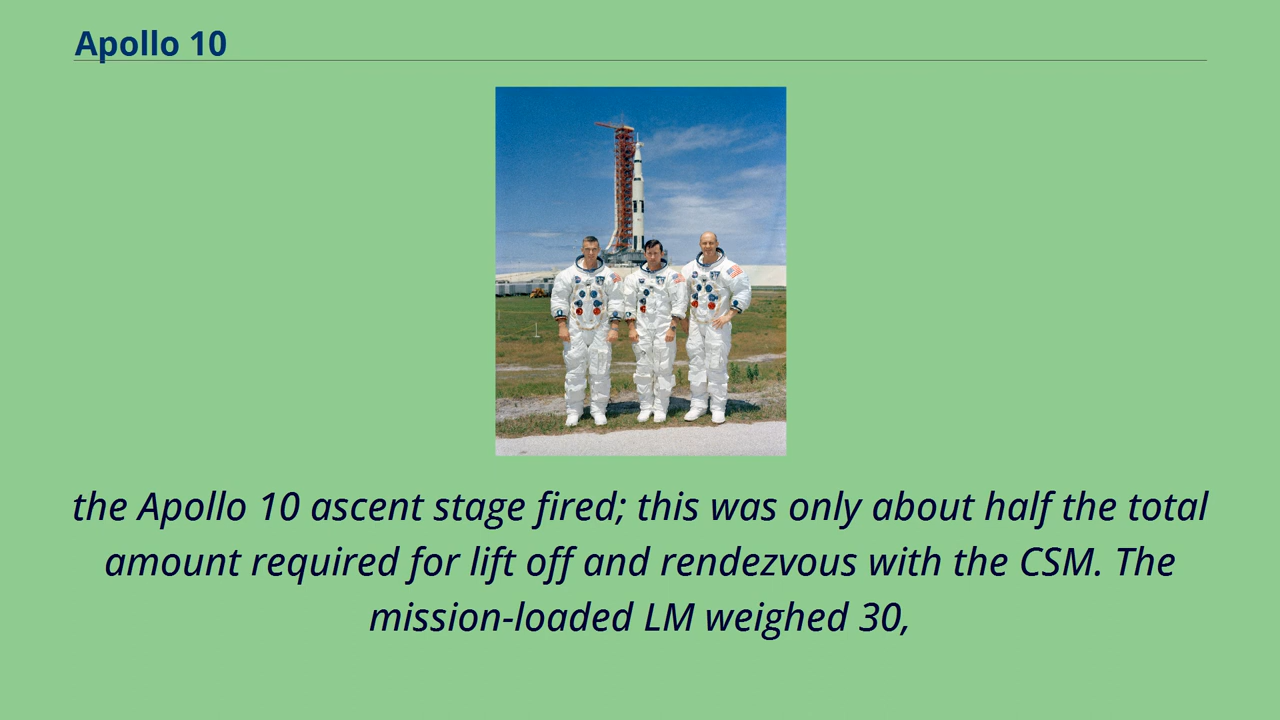 Apollo 10
the Apollo 10 ascent stage fired; this was only about half the total
amount required for lift off and rendezvous with the CSM. The
mission-loaded LM weighed 30,